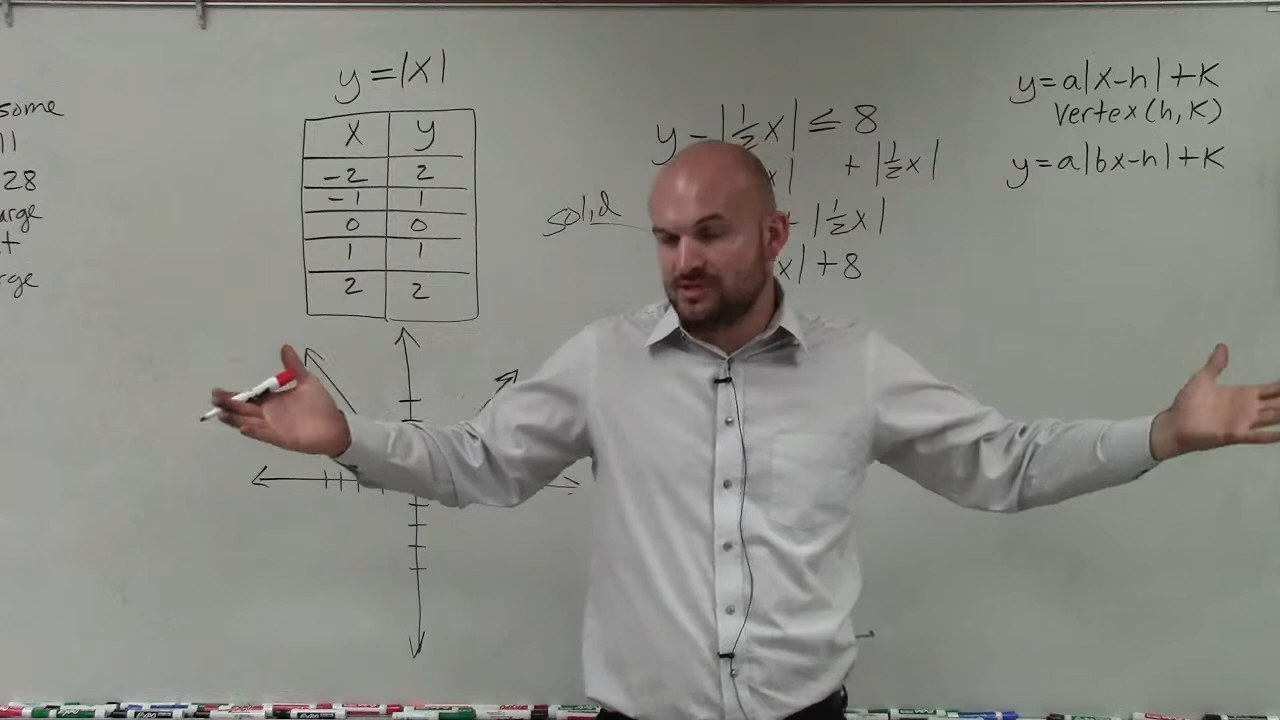 some
11
28
arge
t
rge
y = |x|
x y
-2 2
-1 1
0 0
1 1
2 2
y - |½x| ≤ 8
x| + |½x|
solid |½x|
x| + 8
y = a|x-h| + K
Vertex (h, K)
y = a|bx-h| + K